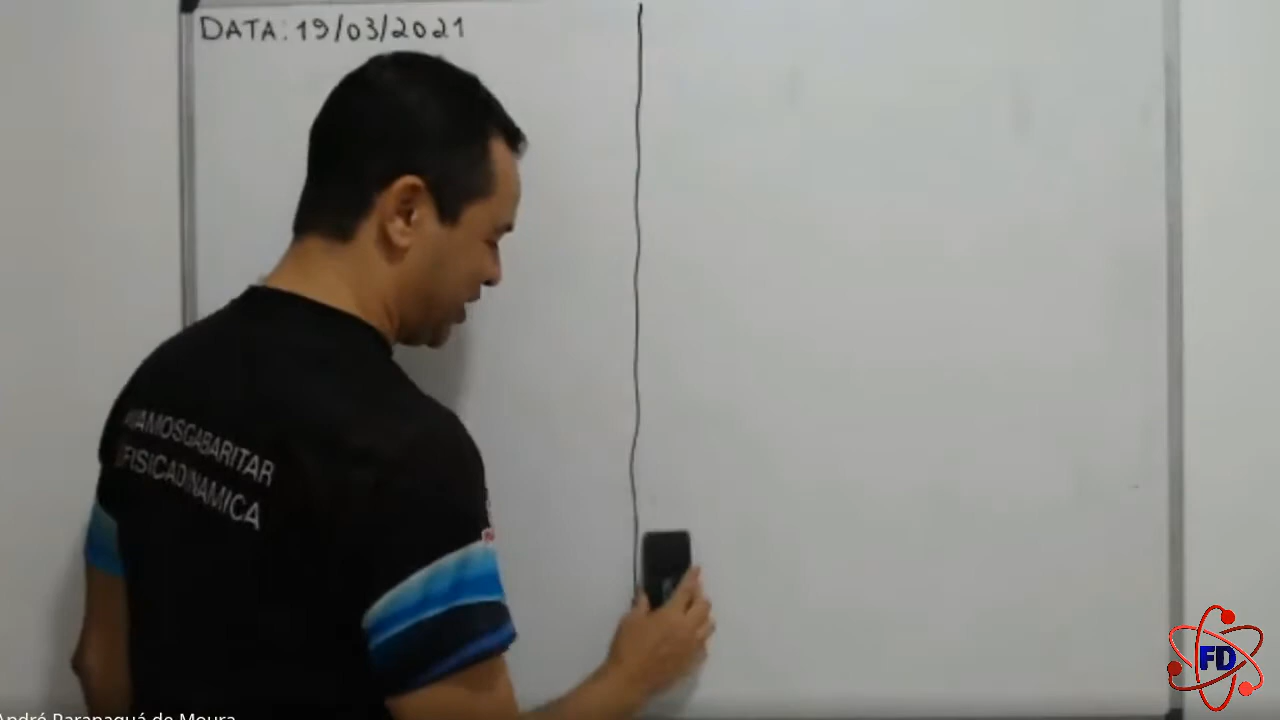 DATA: 19/03/2021
#VAMOSGABARITAR
FISICADINAMICA
FD
André Paranaguá de Moura